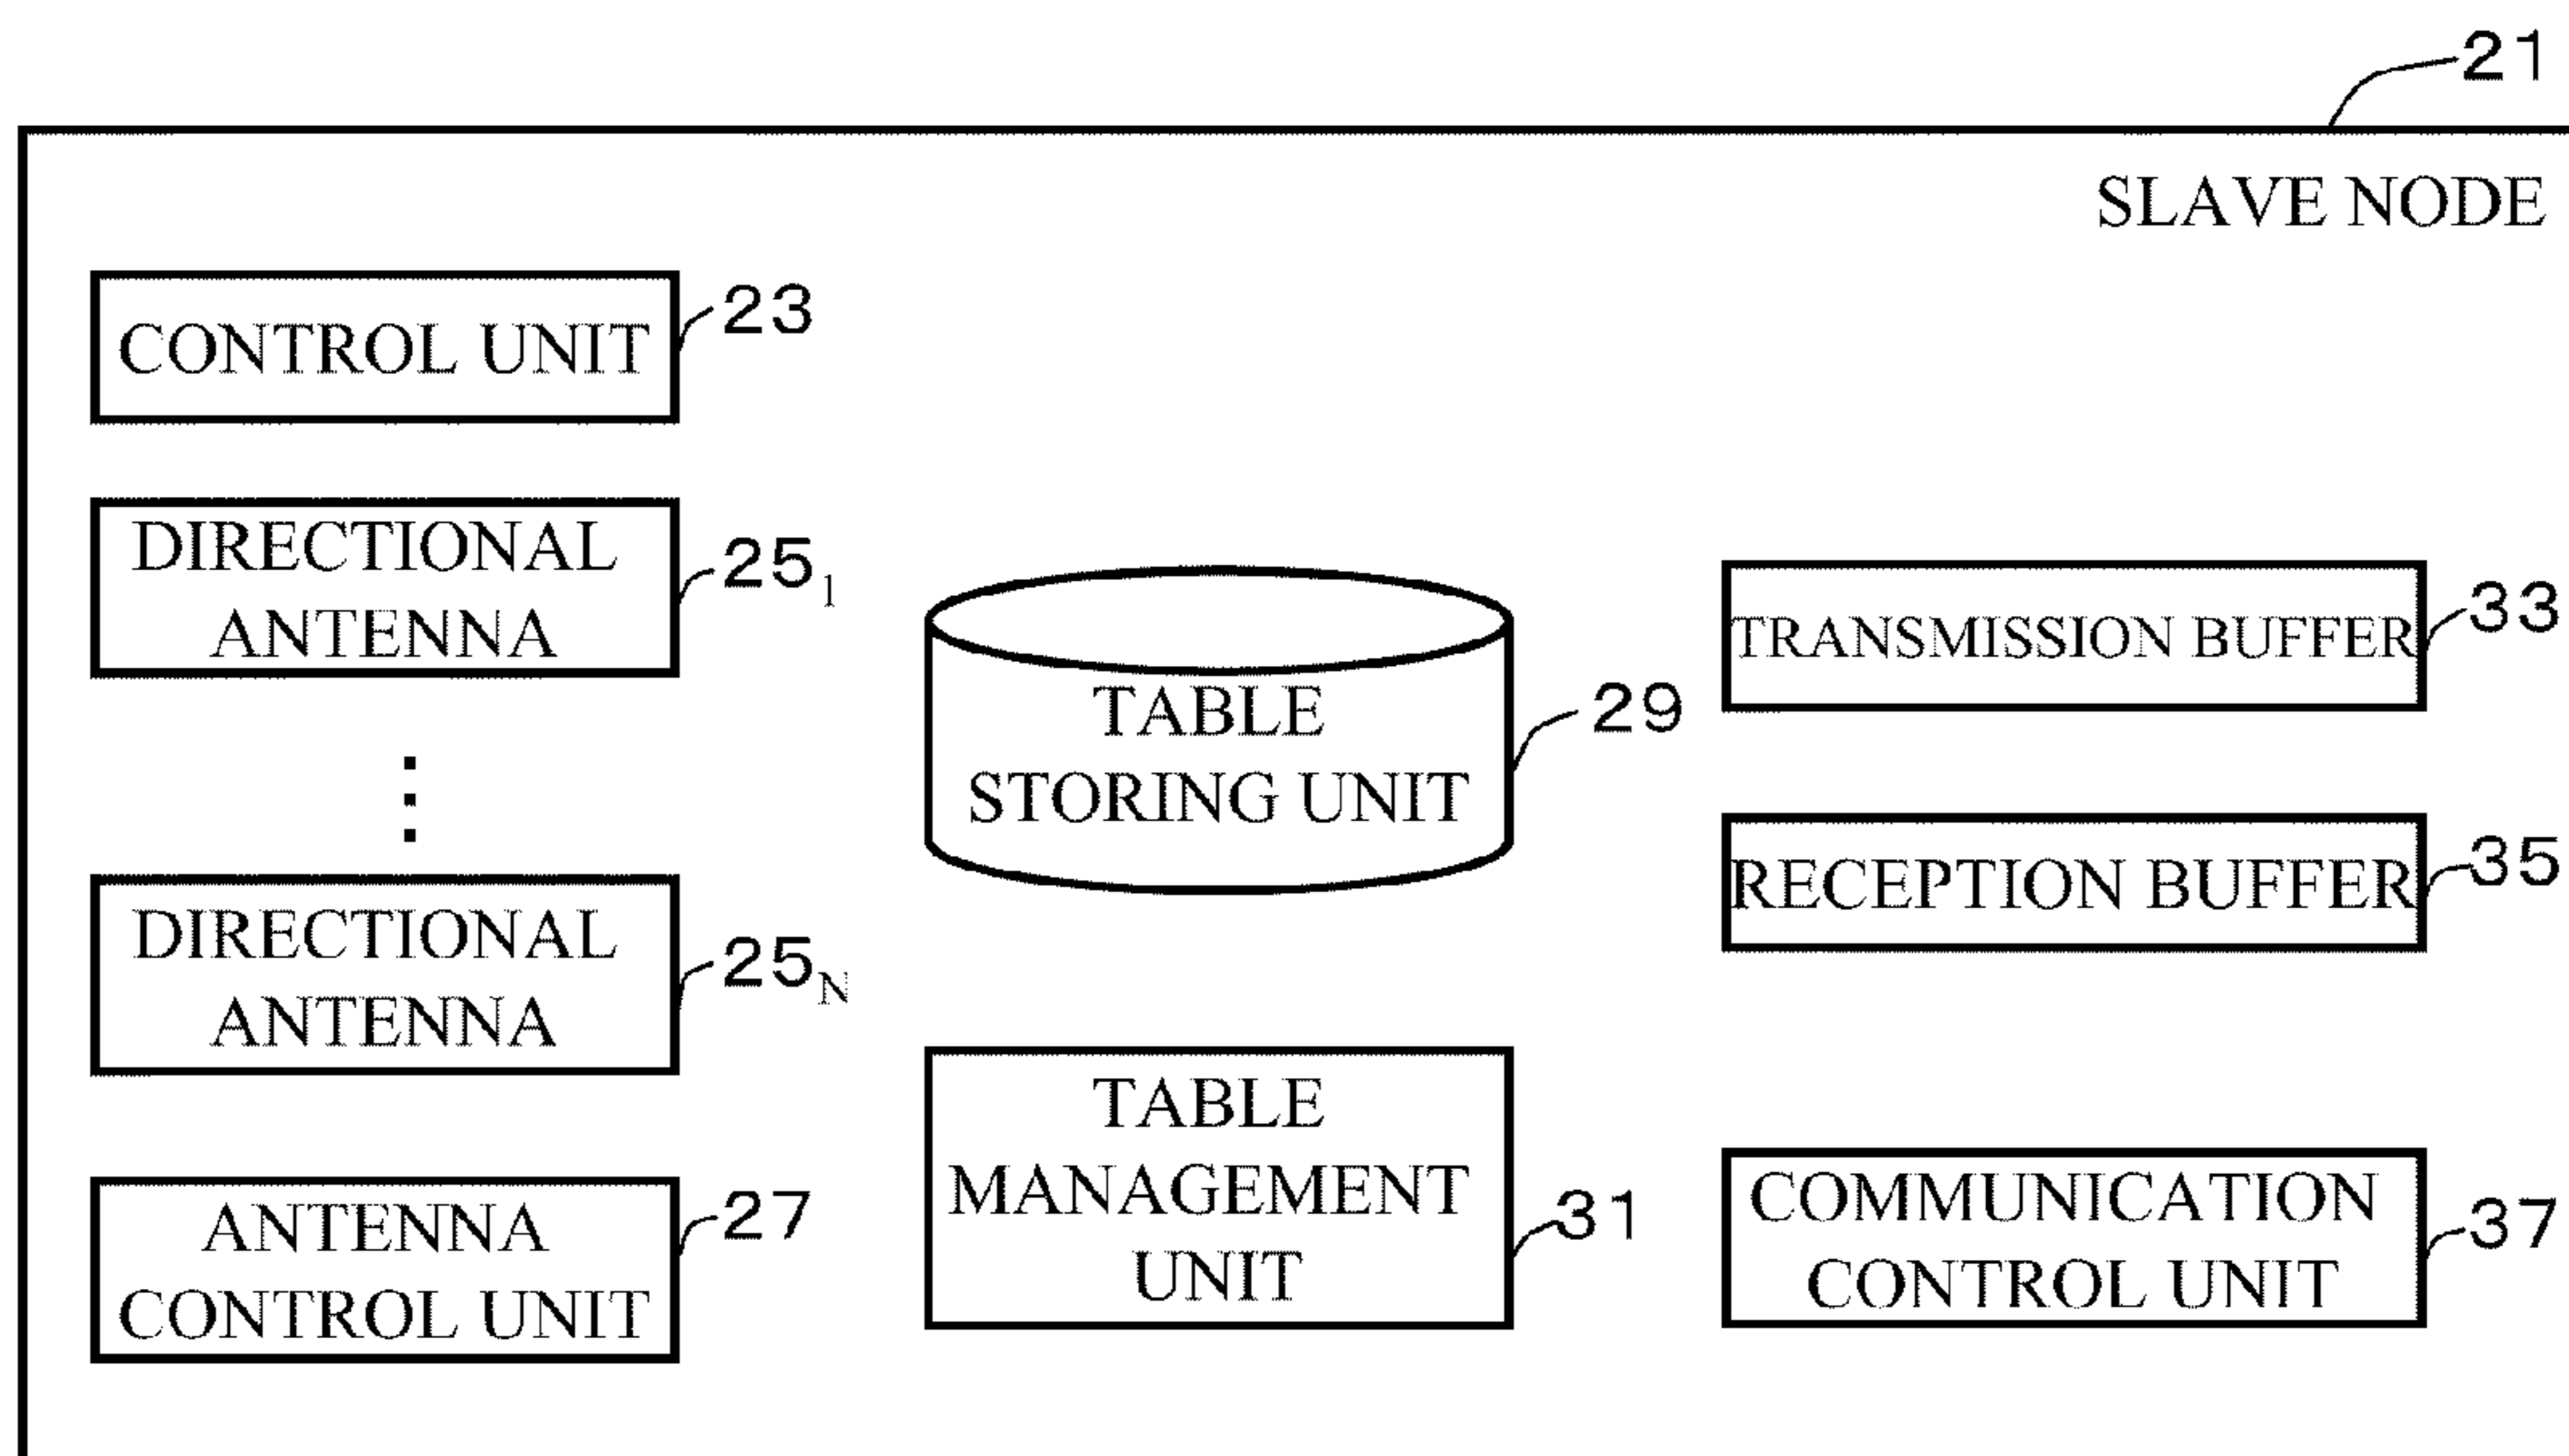 21
SLAVE NODE
CONTROL UNIT
23
DIRECTIONAL
ANTENNA
25₁
DIRECTIONAL
ANTENNA
25ₙ
ANTENNA
CONTROL UNIT
27
TABLE
STORING UNIT
29
TABLE
MANAGEMENT
UNIT
31
TRANSMISSION BUFFER
33
RECEPTION BUFFER
35
COMMUNICATION
CONTROL UNIT
37